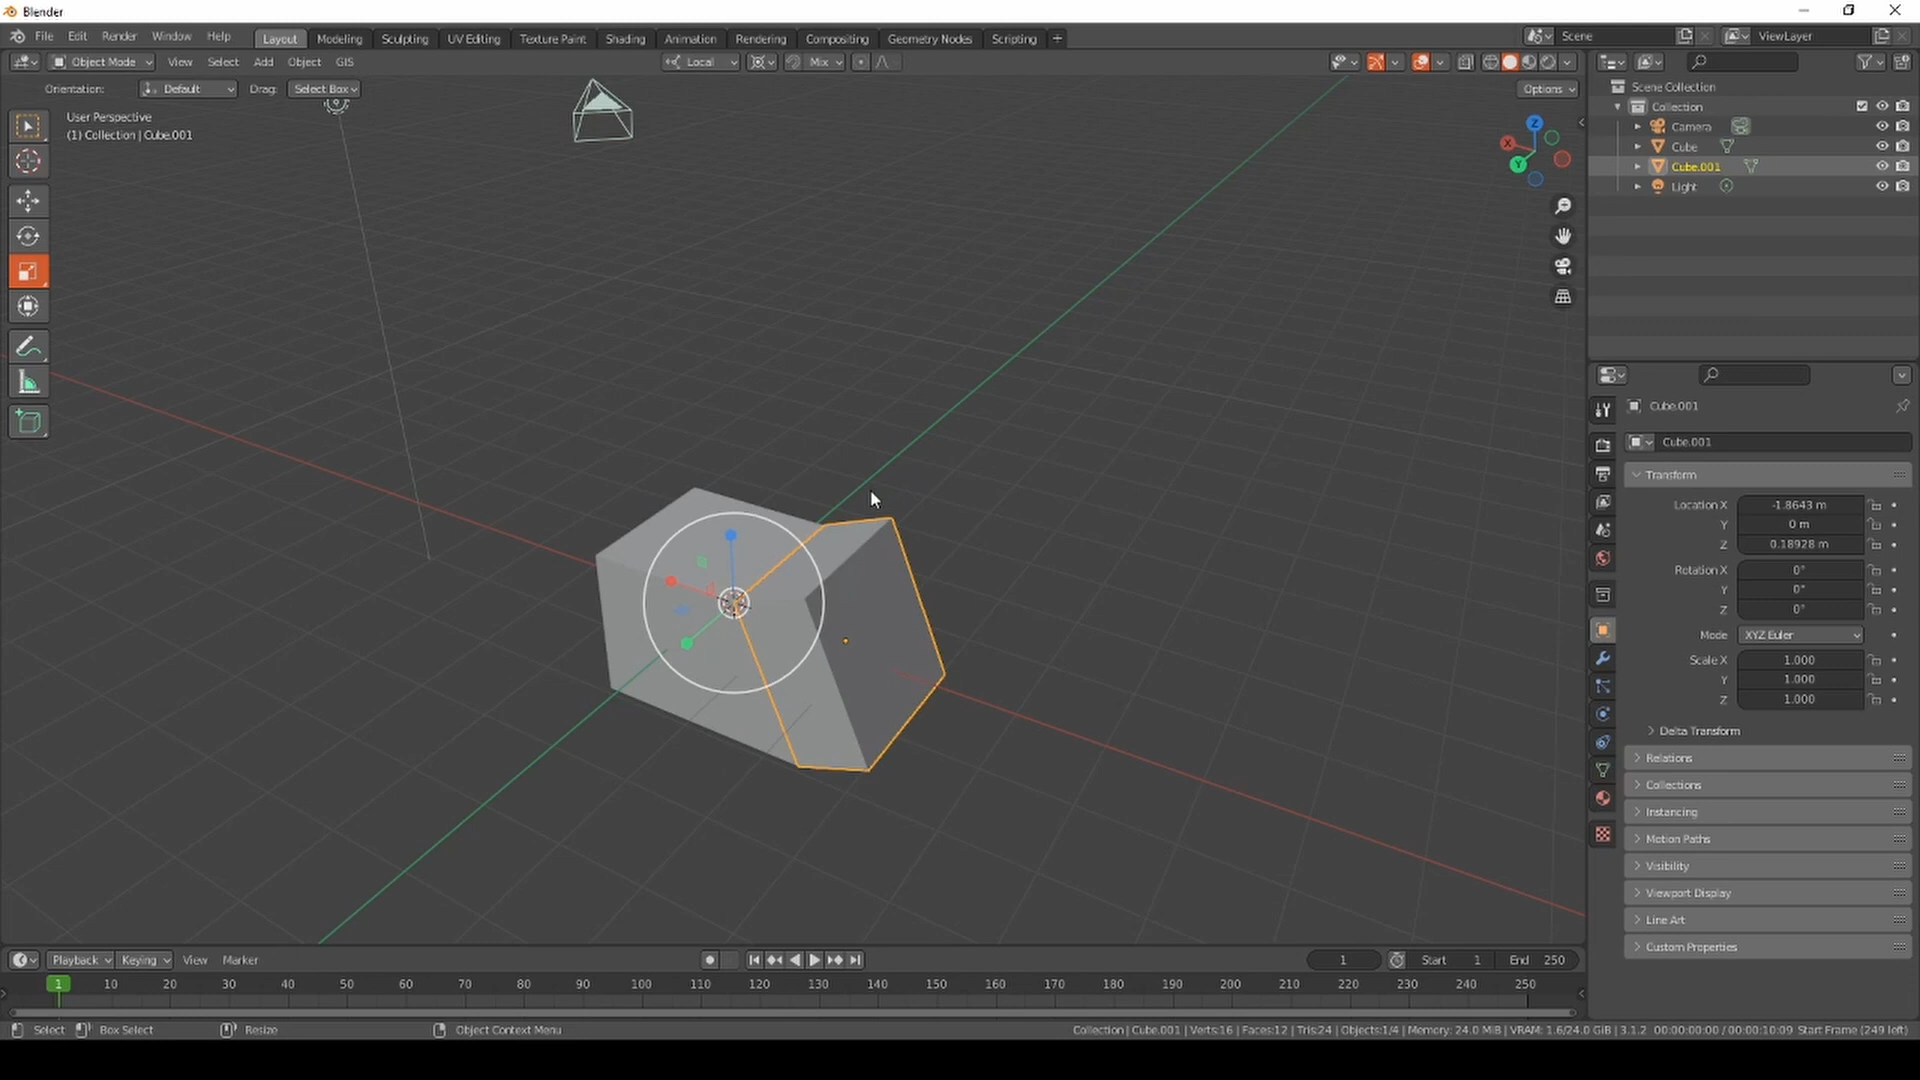 Blender
File Edit Render Window Help Layout Modeling Sculpting UV Editing Texture Paint Shading Animation Rendering Compositing Geometry Nodes Scripting + Scene ViewLayer
Object Mode View Select Add Object GIS Local Mix
Orientation: Default Drag: Select Box Options
User Perspective
(1) Collection | Cube.001
X Y Z
Scene Collection
Collection
Camera
Cube
Cube.001
Light
Cube.001
Cube.001
Transform
Location X -1.8643 m
Y 0 m
Z 0.18928 m
Rotation X 0°
Y 0°
Z 0°
Mode XYZ Euler
Scale X 1.000
Y 1.000
Z 1.000
Delta Transform
Relations
Collections
Instancing
Motion Paths
Visibility
Viewport Display
Line Art
Custom Properties
Playback Keying View Marker 1 Start 1 End 250
1 10 20 30 40 50 60 70 80 90 100 110 120 130 140 150 160 170 180 190 200 210 220 230 240 250
Select Box Select Resize Object Context Menu Collection | Cube.001 | Verts:16 | Faces:12 | Tris:24 | Objects:1/4 | Memory: 24.0 MiB | VRAM: 1.6/24.0 GiB | 3.1.2 00:00:00:00 / 00:00:10:09 Start Frame (249 left)